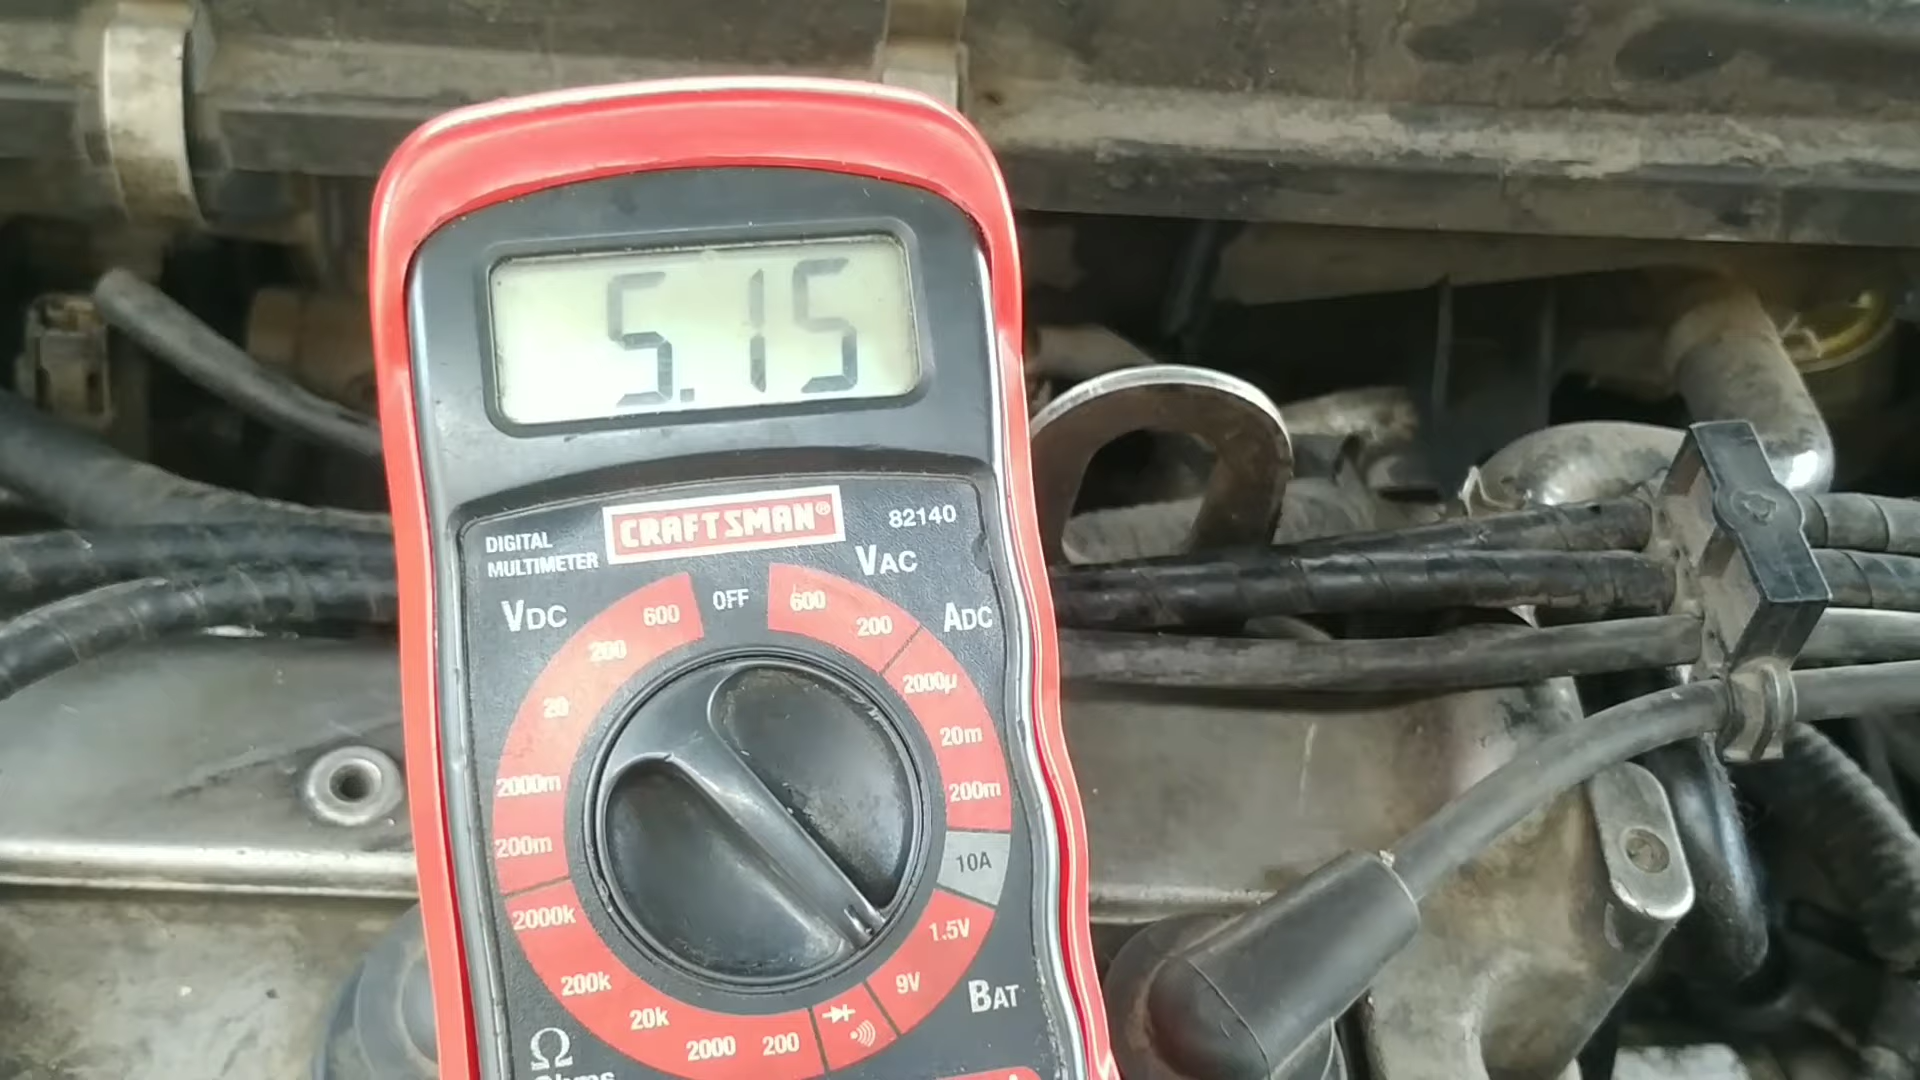 5.15
CRAFTSMAN®
82140
DIGITAL
MULTIMETER
VDC
OFF
VAC
ADC
600
200
20
2000m
200m
2000k
200k
20k
2000
200
600
200
2000µ
20m
200m
10A
1.5V
9V
BAT
Ω